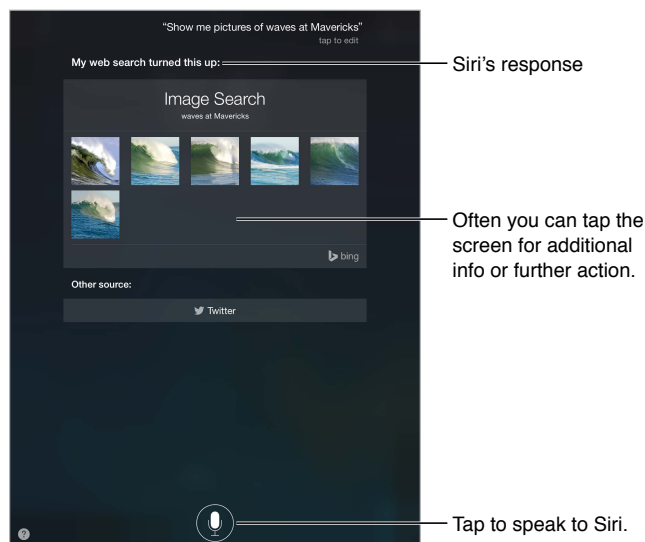 “Show me pictures of waves at Mavericks”
tap to edit
My web search turned this up:
Siri’s response
Image Search
waves at Mavericks
Often you can tap the
screen for additional
info or further action.
bing
Other source:
Twitter
Tap to speak to Siri.
?